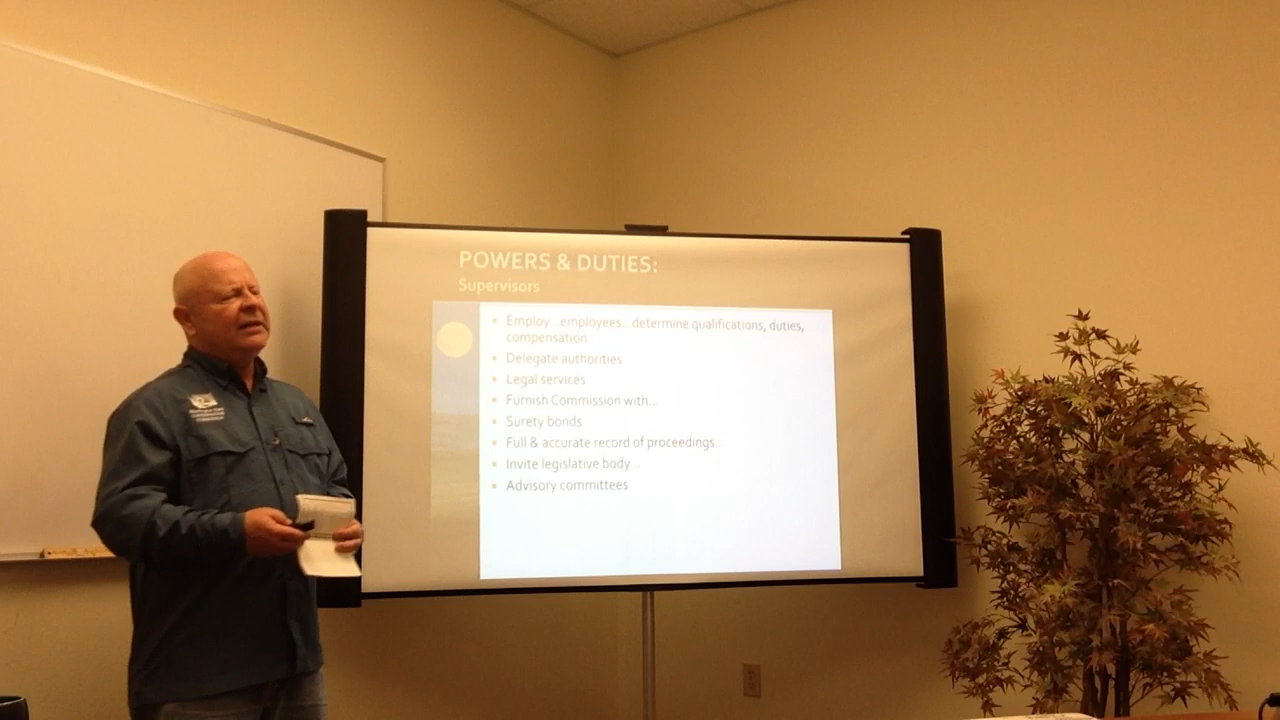 POWERS & DUTIES:
Supervisors
Employ...employees...determine qualifications, duties,
compensation
Delegate authorities
Legal services
Furnish Commission with...
Surety bonds
Full & accurate record of proceedings...
Invite legislative body...
Advisory committees